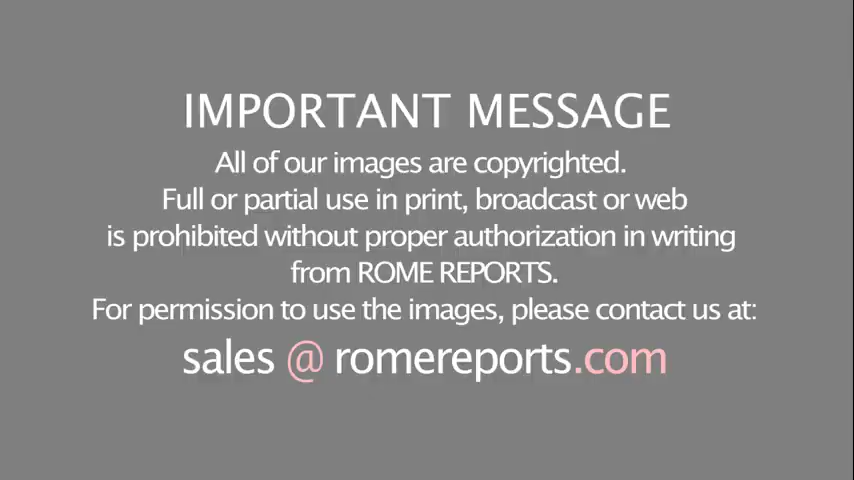 IMPORTANT MESSAGE
All of our images are copyrighted.
Full or partial use in print, broadcast or web
is prohibited without proper authorization in writing
from ROME REPORTS.
For permission to use the images, please contact us at:
sales @ romereports.com